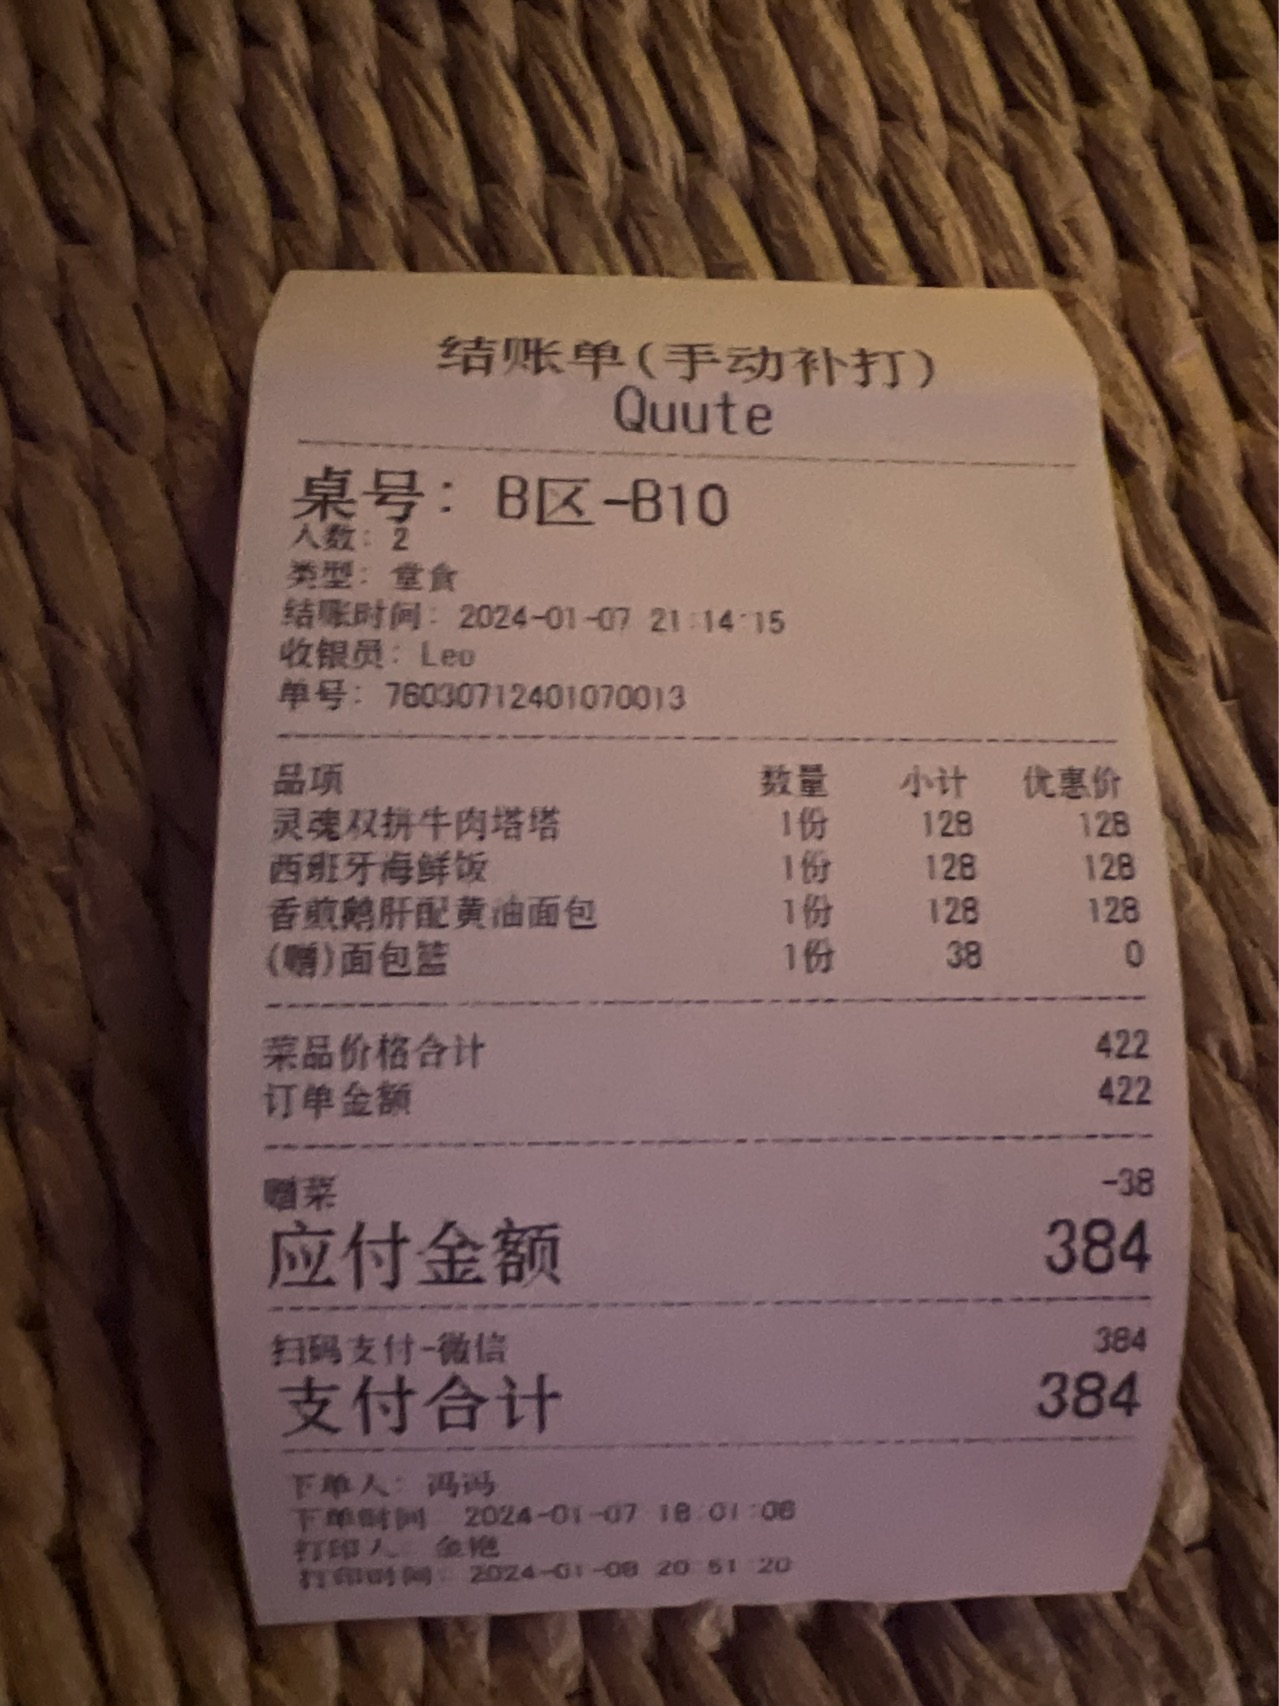 结账单(手动补打)
Quute
桌号: B区-B10
人数: 2
类型: 堂食
结账时间: 2024-01-07 21:14:15
收银员: Leo
单号: 76030712401070013
品项 数量 小计 优惠价
灵魂双拼牛肉塔塔 1份 128 128
西班牙海鲜饭 1份 128 128
香煎鹅肝配黄油面包 1份 128 128
(赠)面包篮 1份 38 0
菜品价格合计 422
订单金额 422
赠菜 -38
应付金额 384
扫码支付-微信 384
支付合计 384
下单人: 冯冯
下单时间 2024-01-07 18:01:08
打印人: 金艳
打印时间: 2024-01-08 20:51:20